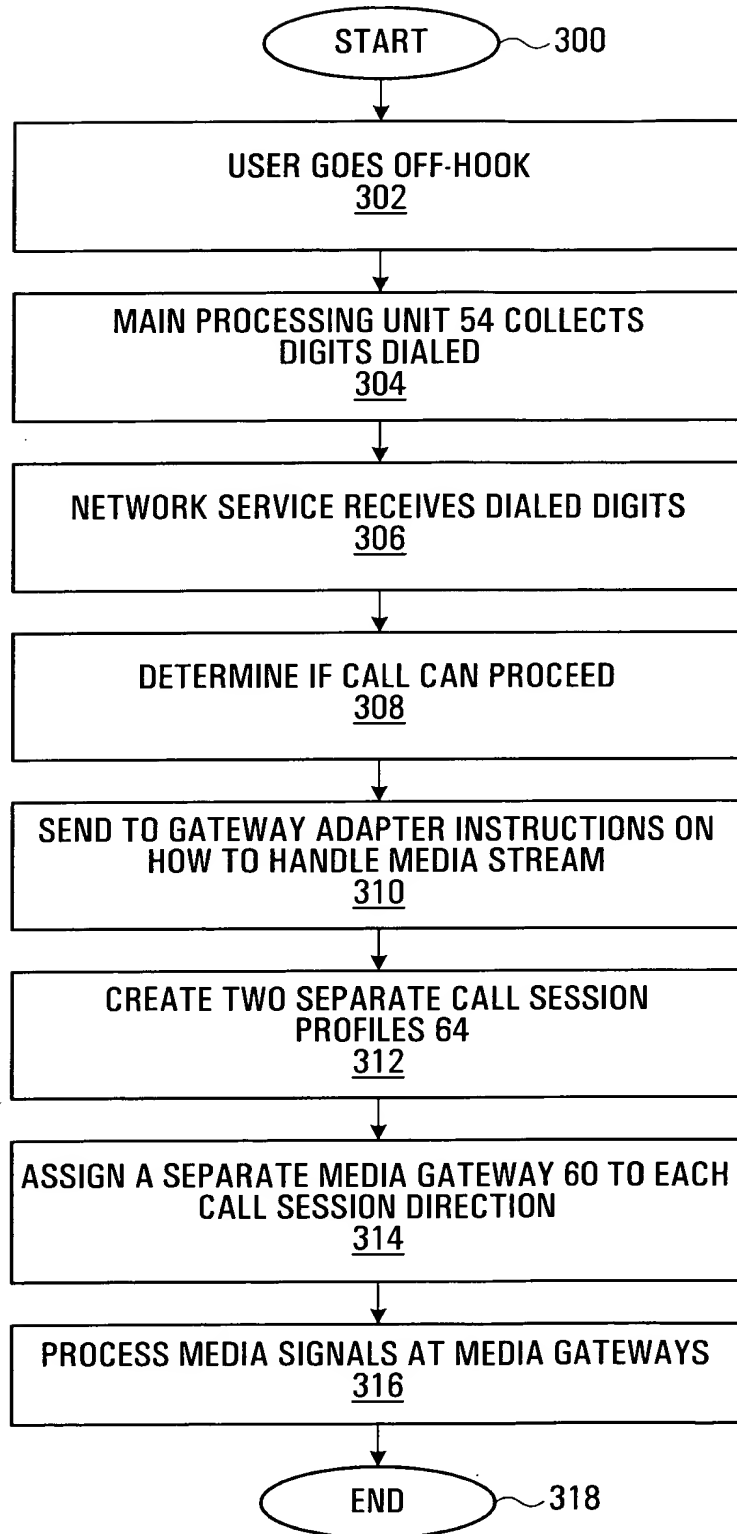 START 300
USER GOES OFF-HOOK
302
MAIN PROCESSING UNIT 54 COLLECTS
DIGITS DIALED
304
NETWORK SERVICE RECEIVES DIALED DIGITS
306
DETERMINE IF CALL CAN PROCEED
308
SEND TO GATEWAY ADAPTER INSTRUCTIONS ON
HOW TO HANDLE MEDIA STREAM
310
CREATE TWO SEPARATE CALL SESSION
PROFILES 64
312
ASSIGN A SEPARATE MEDIA GATEWAY 60 TO EACH
CALL SESSION DIRECTION
314
PROCESS MEDIA SIGNALS AT MEDIA GATEWAYS
316
END 318